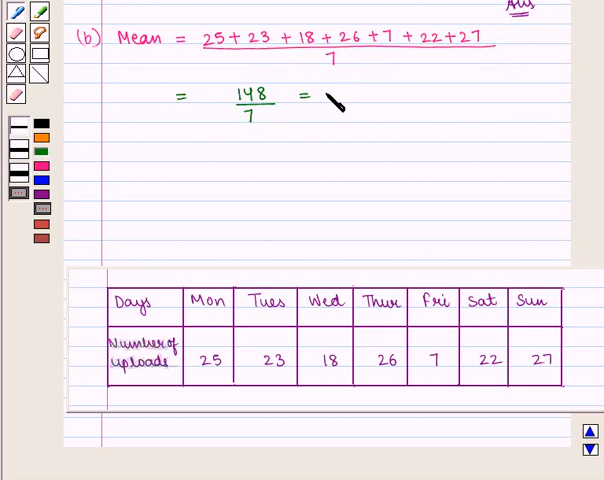 Ans
(b) Mean = 25 + 23 + 18 + 26 + 7 + 22 + 27
7
= 148 =
7
Days Mon Tues Wed Thur Fri Sat Sun
Number of
uploads 25 23 18 26 7 22 27